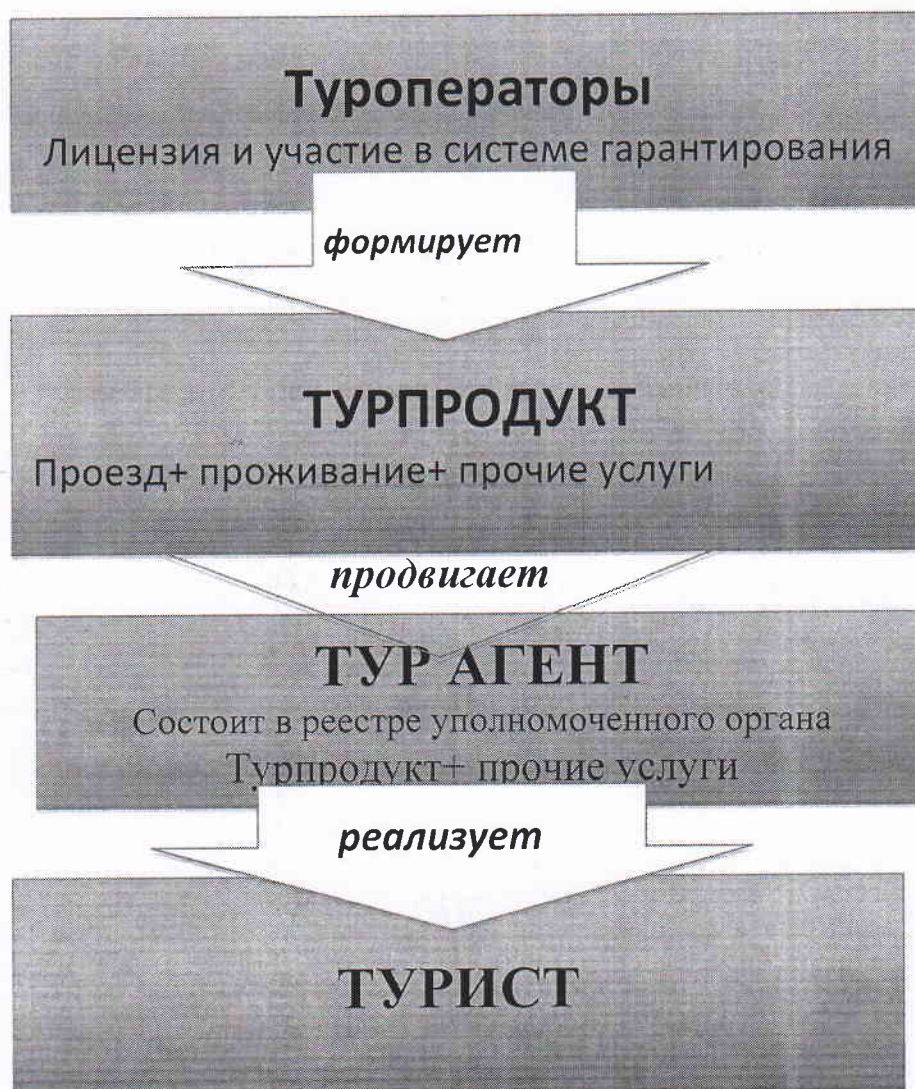 Туроператоры
Лицензия и участие в системе гарантирования
формирует
ТУРПРОДУКТ
Проезд+ проживание+ прочие услуги
продвигает
ТУР АГЕНТ
Состоит в реестре уполномоченного органа
Турпродукт+ прочие услуги
реализует
ТУРИСТ